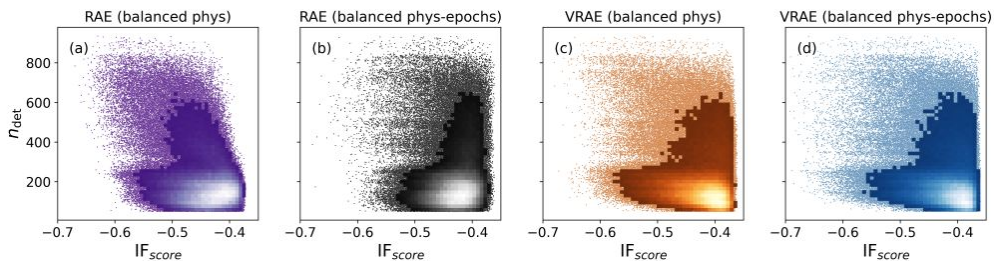 RAE (balanced phys)
RAE (balanced phys-epochs)
VRAE (balanced phys)
VRAE (balanced phys-epochs)
(a)
(b)
(c)
(d)
n_det
800
600
400
200
−0.7 −0.6 −0.5 −0.4
−0.7 −0.6 −0.5 −0.4
−0.7 −0.6 −0.5 −0.4
−0.7 −0.6 −0.5 −0.4
IF_score
IF_score
IF_score
IF_score